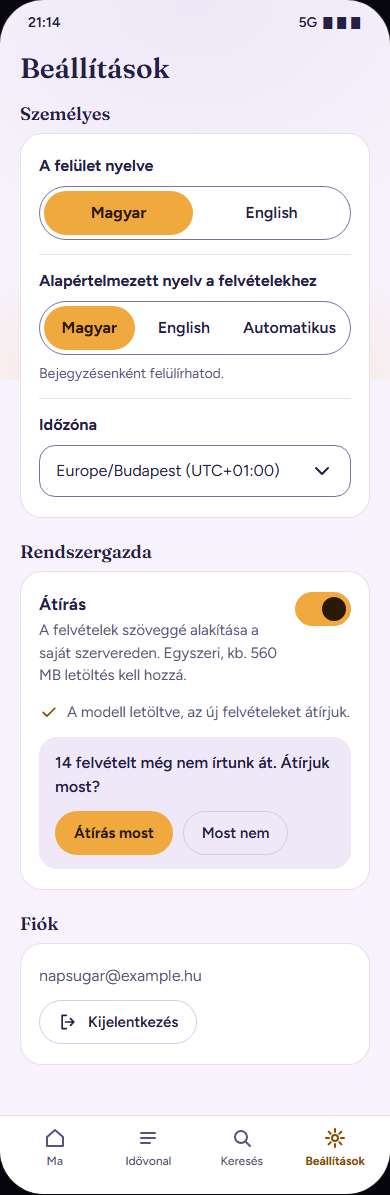 21:14
5G
Beállítások
Személyes
A felület nyelve
Magyar
English
Alapértelmezett nyelv a felvételekhez
Magyar
English
Automatikus
Bejegyzésenként felülírhatod.
Időzóna
Europe/Budapest (UTC+01:00)
Rendszergazda
Átírás
A felvételek szöveggé alakítása a
saját szervereden. Egyszeri, kb. 560
MB letöltés kell hozzá.
A modell letöltve, az új felvételeket átírjuk.
14 felvételt még nem írtunk át. Átírjuk
most?
Átírás most
Most nem
Fiók
napsugar@example.hu
Kijelentkezés
Ma
Idővonal
Keresés
Beállítások